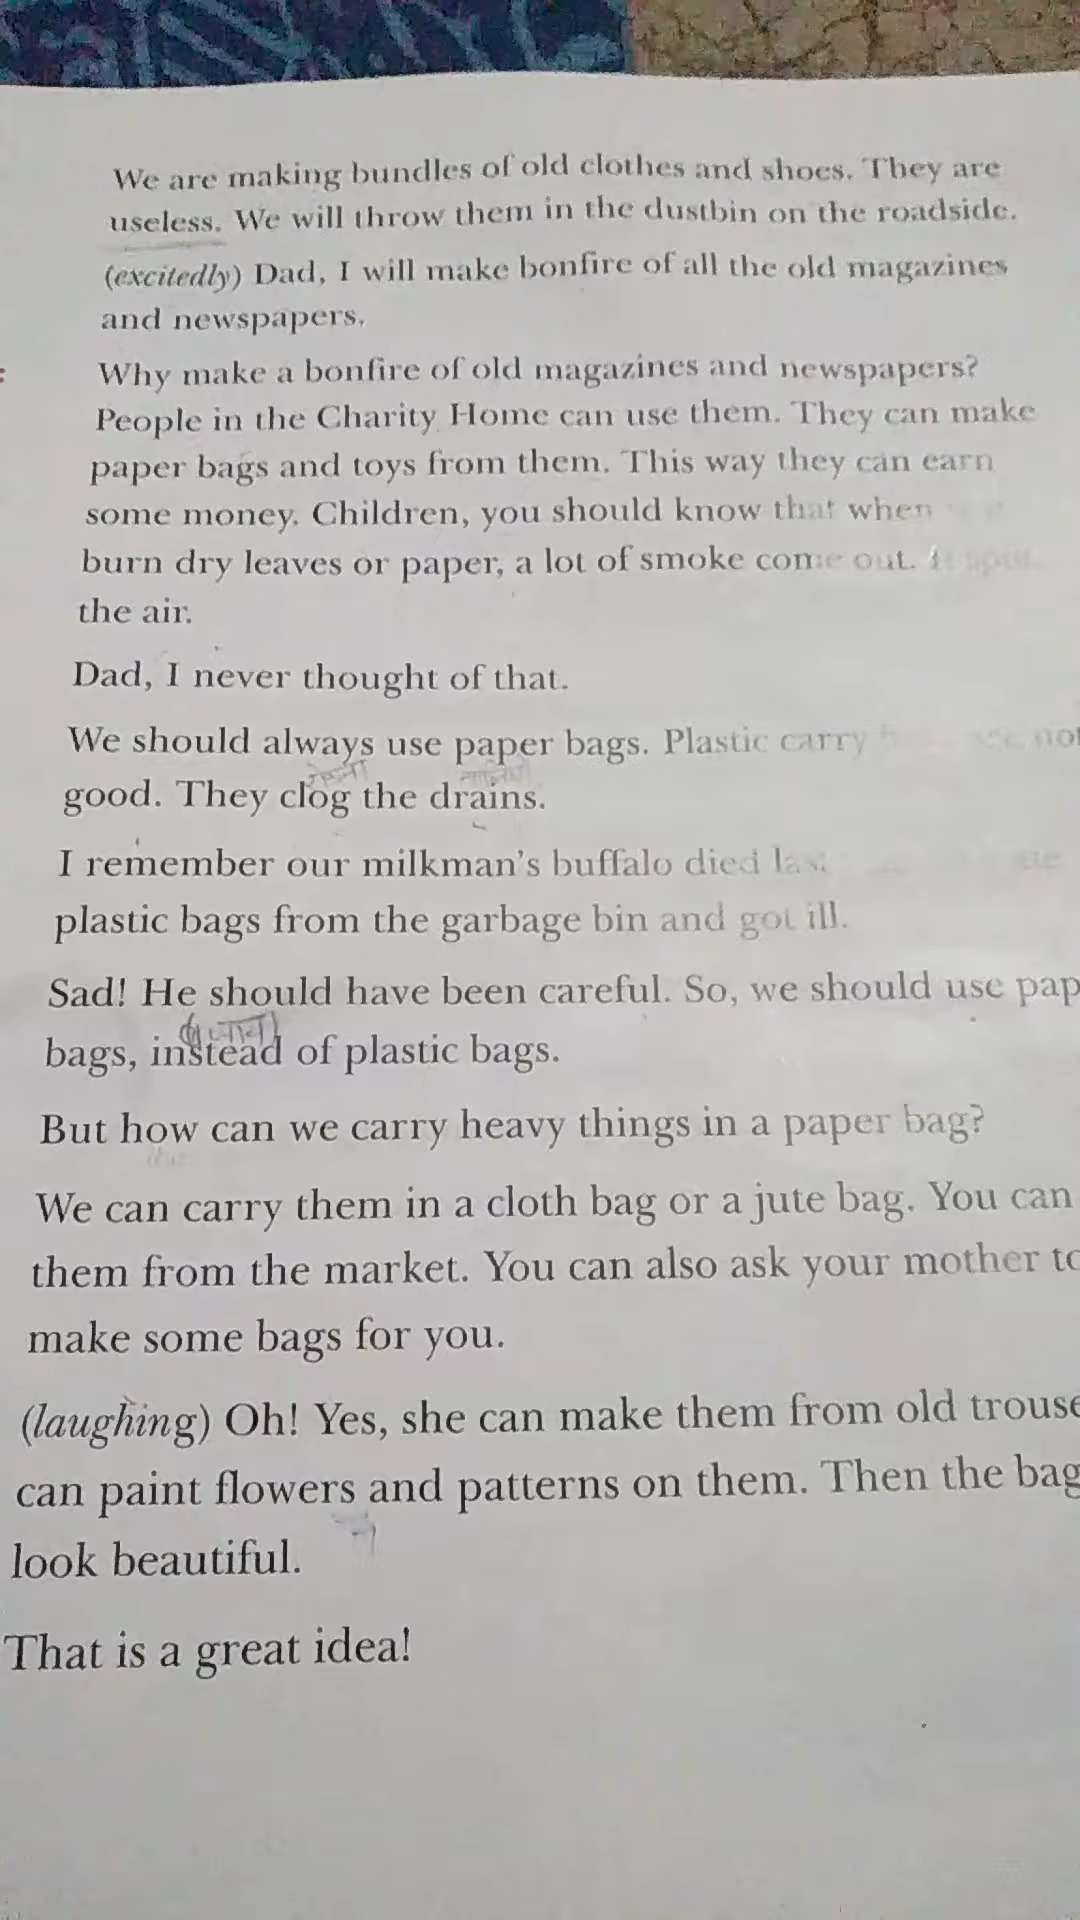 We are making bundles of old clothes and shoes. They are
useless. We will throw them in the dustbin on the roadside.
(excitedly) Dad, I will make bonfire of all the old magazines
and newspapers.
:
Why make a bonfire of old magazines and newspapers?
People in the Charity Home can use them. They can make
paper bags and toys from them. This way they can earn
some money. Children, you should know that when
burn dry leaves or paper, a lot of smoke come out.
the air.
Dad, I never thought of that.
We should always use paper bags. Plastic carry not
good. They clog the drains.
I remember our milkman's buffalo died last
plastic bags from the garbage bin and got ill.
Sad! He should have been careful. So, we should use pap
bags, instead of plastic bags.
But how can we carry heavy things in a paper bag?
We can carry them in a cloth bag or a jute bag. You can
them from the market. You can also ask your mother to
make some bags for you.
(laughing) Oh! Yes, she can make them from old trouse
can paint flowers and patterns on them. Then the bag
look beautiful.
That is a great idea!